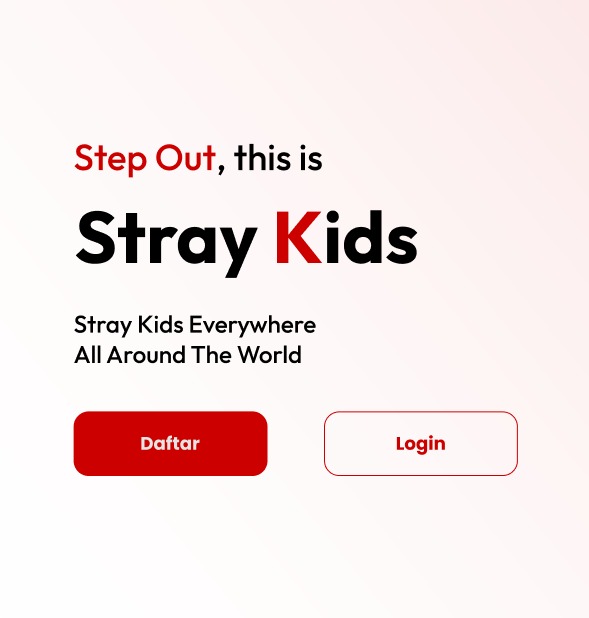 Step Out, this is
Stray Kids
Stray Kids Everywhere
All Around The World
Daftar
Login